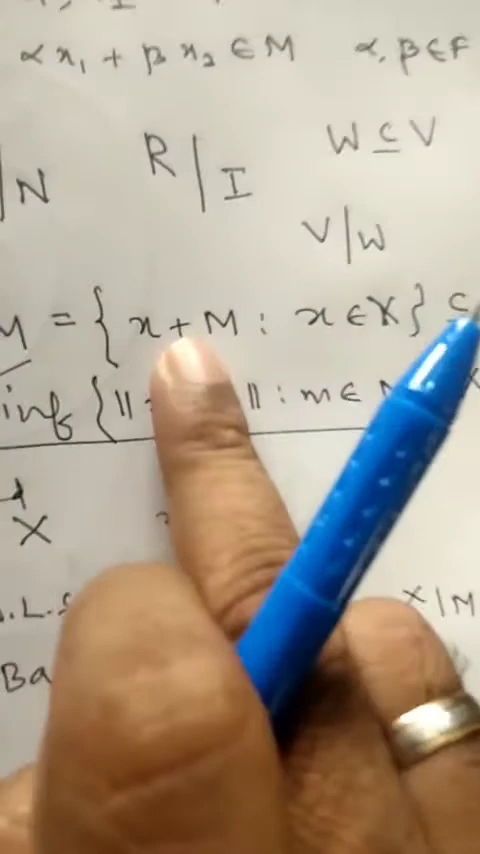 αx₁ + βx₂ ∈ M α, β ∈ F
/N R/I W ⊆ V
V/W
M = {x + M : x ∈ X} ⊆
inf {|| || : m ∈
X
X/M
Ba